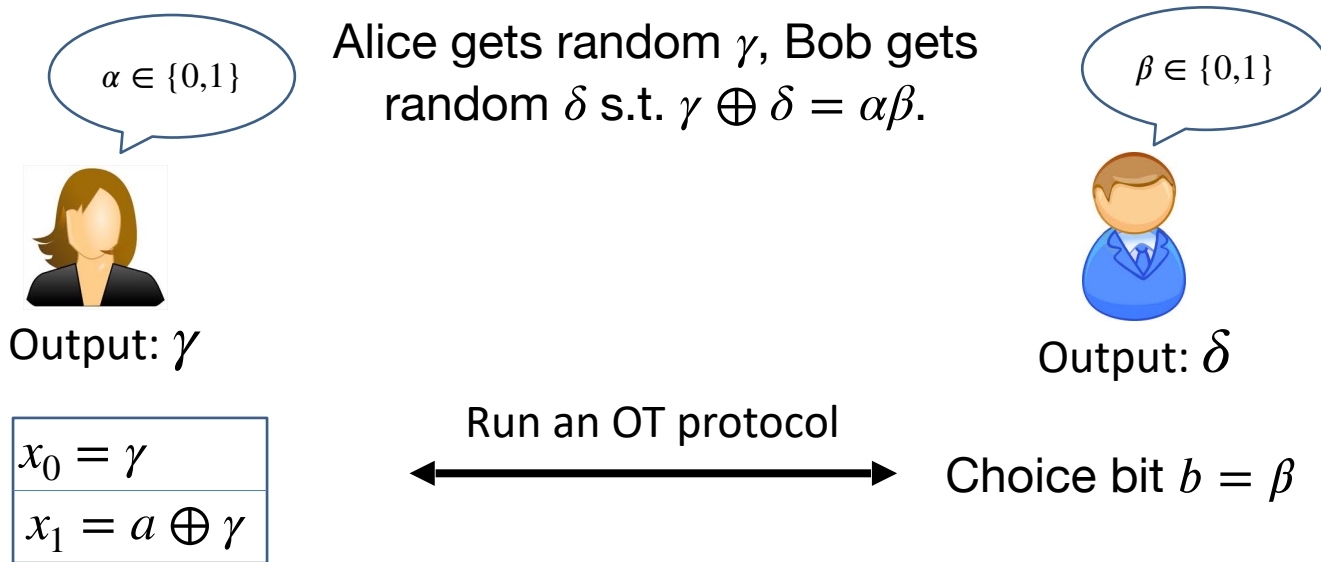 α ∈ {0,1}
Alice gets random γ, Bob gets
random δ s.t. γ ⊕ δ = αβ.
β ∈ {0,1}
Output: γ
Output: δ
x₀ = γ
x₁ = a ⊕ γ
Run an OT protocol
Choice bit b = β